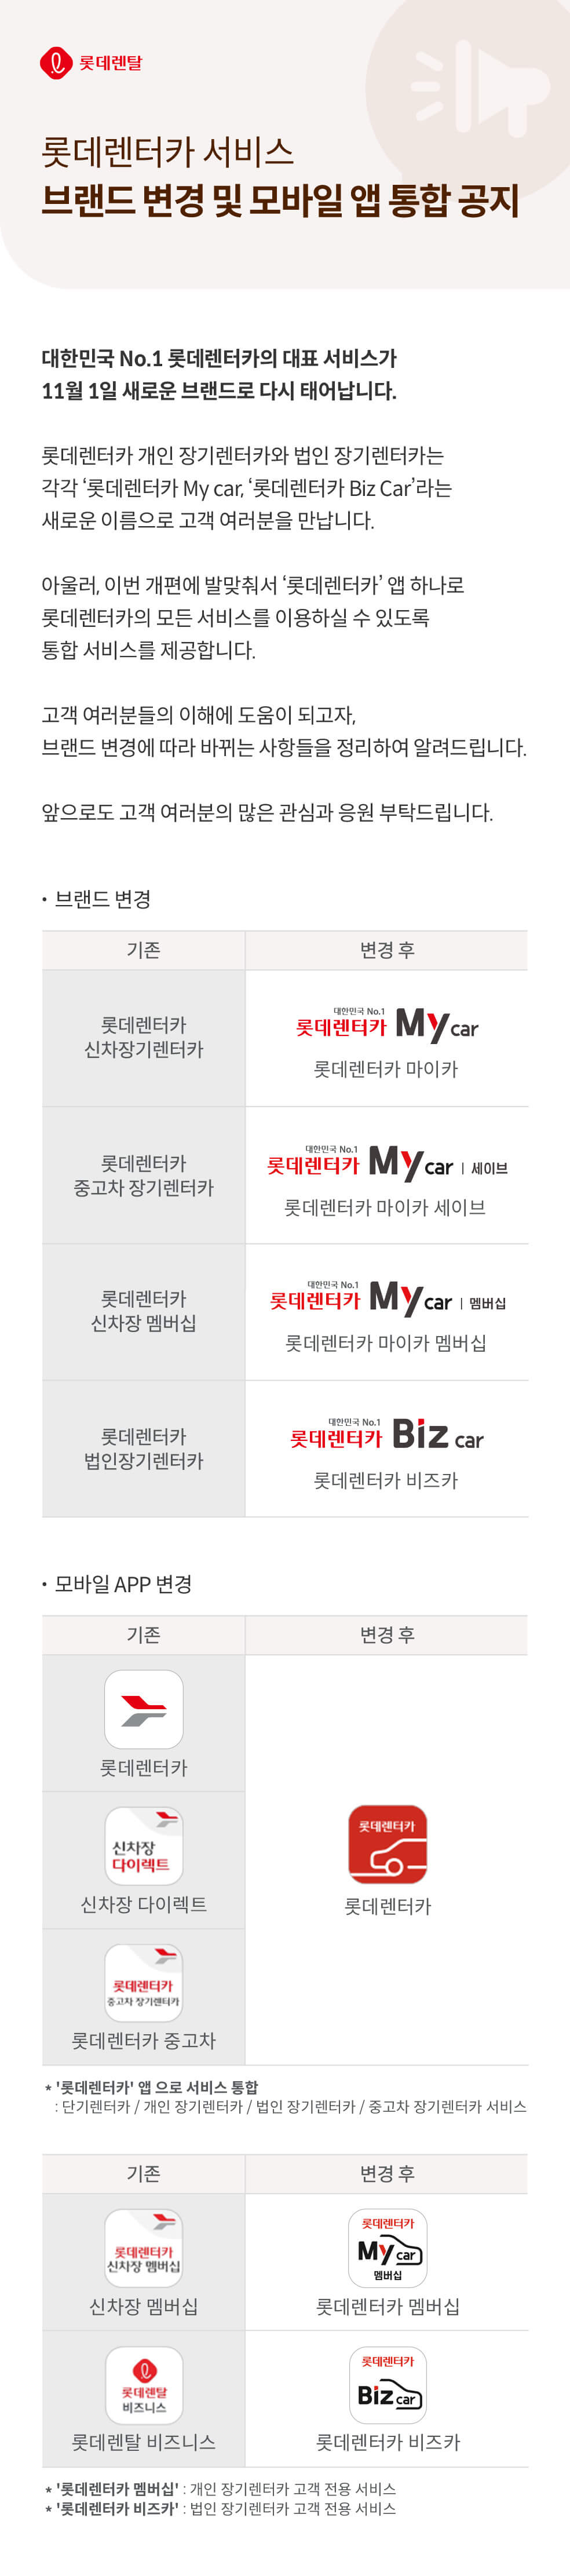 롯데렌탈
롯데렌터카 서비스
브랜드 변경 및 모바일 앱 통합 공지
대한민국 No.1 롯데렌터카의 대표 서비스가
11월 1일 새로운 브랜드로 다시 태어납니다.
롯데렌터카 개인 장기렌터카와 법인 장기렌터카는
각각 ‘롯데렌터카 My car, ‘롯데렌터카 Biz Car’라는
새로운 이름으로 고객 여러분을 만납니다.
아울러, 이번 개편에 발맞춰서 ‘롯데렌터카’ 앱 하나로
롯데렌터카의 모든 서비스를 이용하실 수 있도록
통합 서비스를 제공합니다.
고객 여러분들의 이해에 도움이 되고자,
브랜드 변경에 따라 바뀌는 사항들을 정리하여 알려드립니다.
앞으로도 고객 여러분의 많은 관심과 응원 부탁드립니다.
· 브랜드 변경
기존 변경 후
롯데렌터카
신차장기렌터카
대한민국 No.1
롯데렌터카 My car
롯데렌터카 마이카
롯데렌터카
중고차 장기렌터카
대한민국 No.1
롯데렌터카 My car | 세이브
롯데렌터카 마이카 세이브
롯데렌터카
신차장 멤버십
대한민국 No.1
롯데렌터카 My car | 멤버십
롯데렌터카 마이카 멤버십
롯데렌터카
법인장기렌터카
대한민국 No.1
롯데렌터카 Biz car
롯데렌터카 비즈카
· 모바일 APP 변경
기존 변경 후
롯데렌터카
신차장
다이렉트
신차장 다이렉트
롯데렌터카
중고차 장기렌터카
롯데렌터카 중고차
롯데렌터카
롯데렌터카
* '롯데렌터카' 앱 으로 서비스 통합
: 단기렌터카 / 개인 장기렌터카 / 법인 장기렌터카 / 중고차 장기렌터카 서비스
기존 변경 후
롯데렌터카
신차장 멤버십
신차장 멤버십
롯데렌터카
My car
멤버십
롯데렌터카 멤버십
롯데렌탈
비즈니스
롯데렌탈 비즈니스
롯데렌터카
Biz car
롯데렌터카 비즈카
* '롯데렌터카 멤버십' : 개인 장기렌터카 고객 전용 서비스
* '롯데렌터카 비즈카' : 법인 장기렌터카 고객 전용 서비스